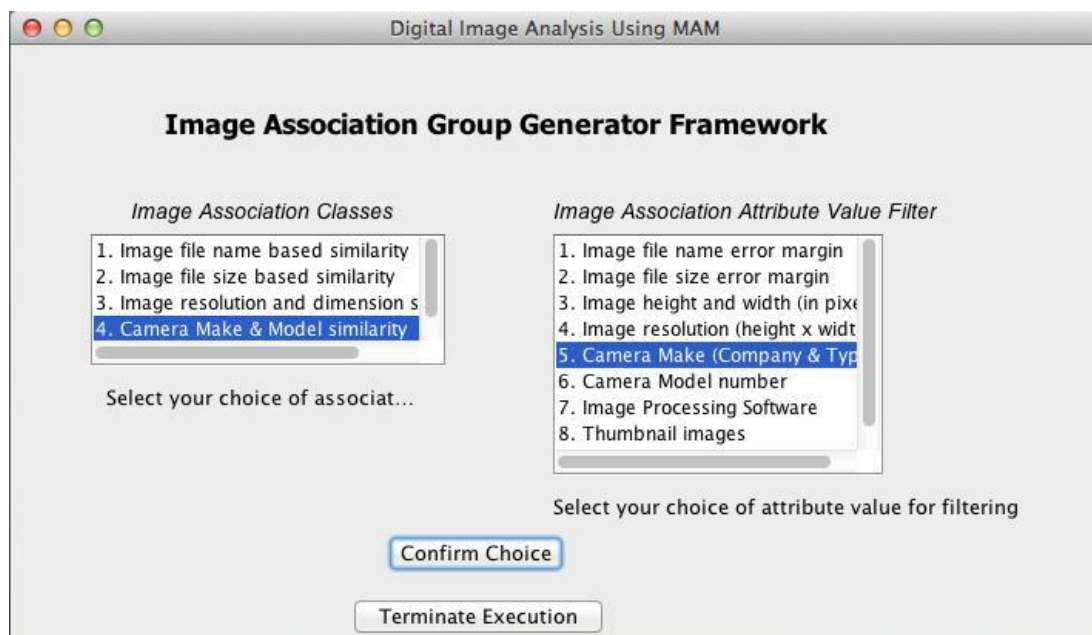 Digital Image Analysis Using MAM
Image Association Group Generator Framework
Image Association Classes
1. Image file name based similarity
2. Image file size based similarity
3. Image resolution and dimension s
4. Camera Make & Model similarity
Select your choice of associat...
Image Association Attribute Value Filter
1. Image file name error margin
2. Image file size error margin
3. Image height and width (in pixe
4. Image resolution (height x widt
5. Camera Make (Company & Typ
6. Camera Model number
7. Image Processing Software
8. Thumbnail images
Select your choice of attribute value for filtering
Confirm Choice
Terminate Execution